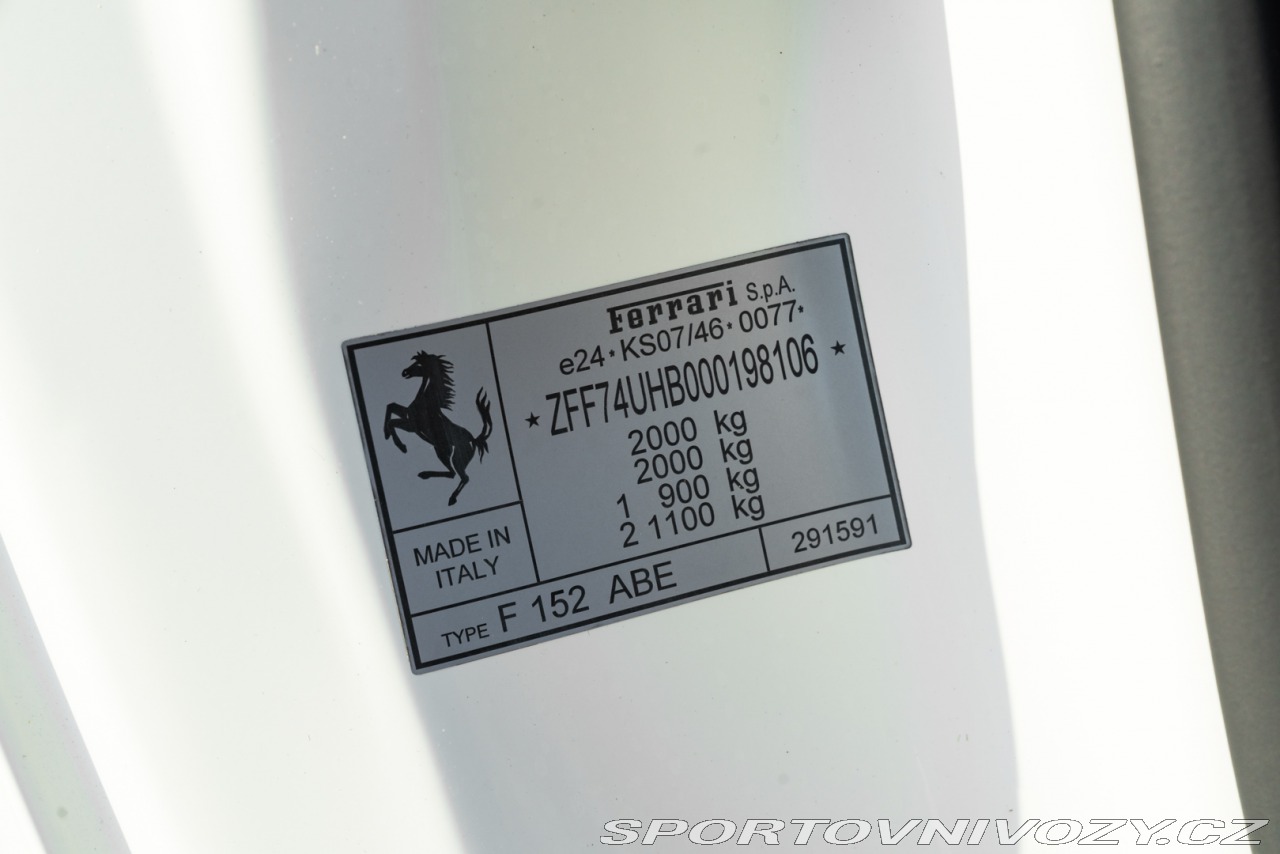 Ferrari S.p.A.
e24*KS07/46*0077*
★ ZFF74UHB000198106 ★
2000 kg
2000 kg
1 900 kg
2 1100 kg
MADE IN
ITALY
TYPE F 152 ABE
291591
SPORTOVNIVOZY.CZ